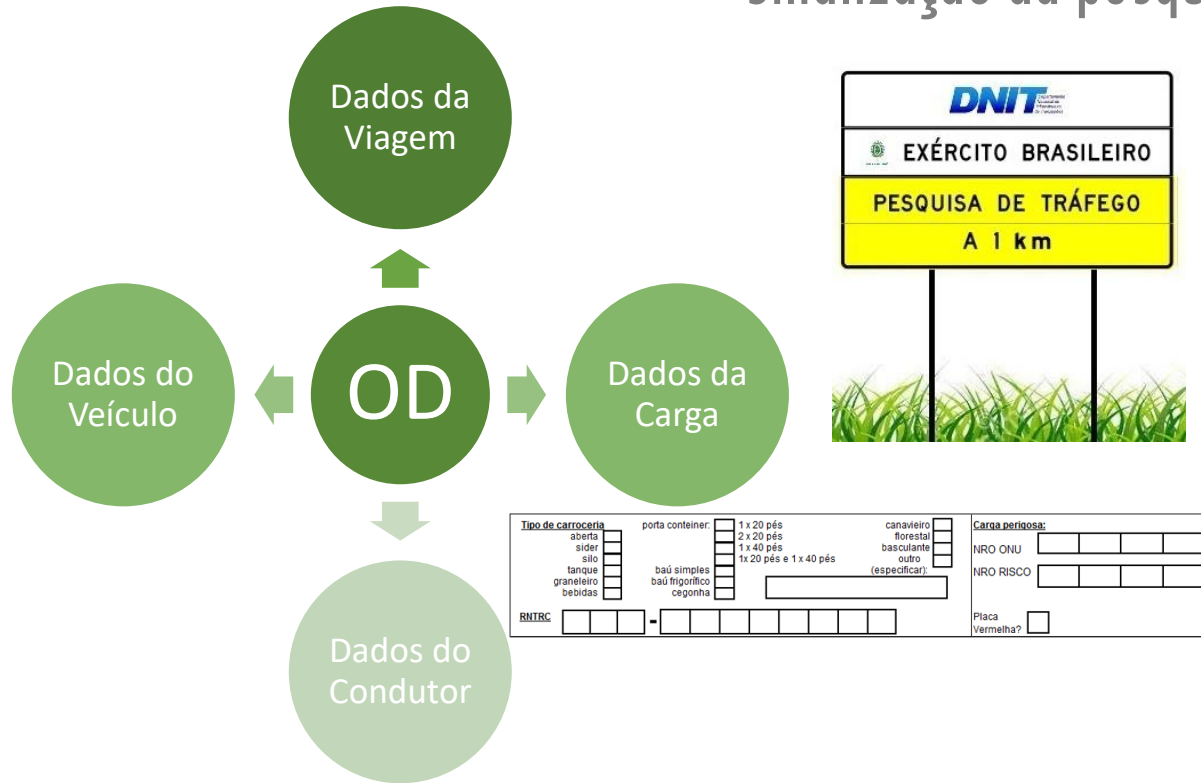 Dados da
Viagem
DNIT
EXÉRCITO BRASILEIRO
PESQUISA DE TRÁFEGO
A 1 km
Dados do
Veículo
OD
Dados da
Carga
Tipo de carroceria
aberta
sider
silo
tanque
graneleiro
bebidas
porta conteiner:
1 x 20 pés
2 x 20 pés
1 x 40 pés
1x 20 pés e 1 x 40 pés
baú simples
baú frigorífico
cegonha
canavieiro
florestal
basculante
outro
(especificar):
Carga perigosa:
NRO ONU
NRO RISCO
RNTRC
-
Placa
Vermelha?
Dados do
Condutor